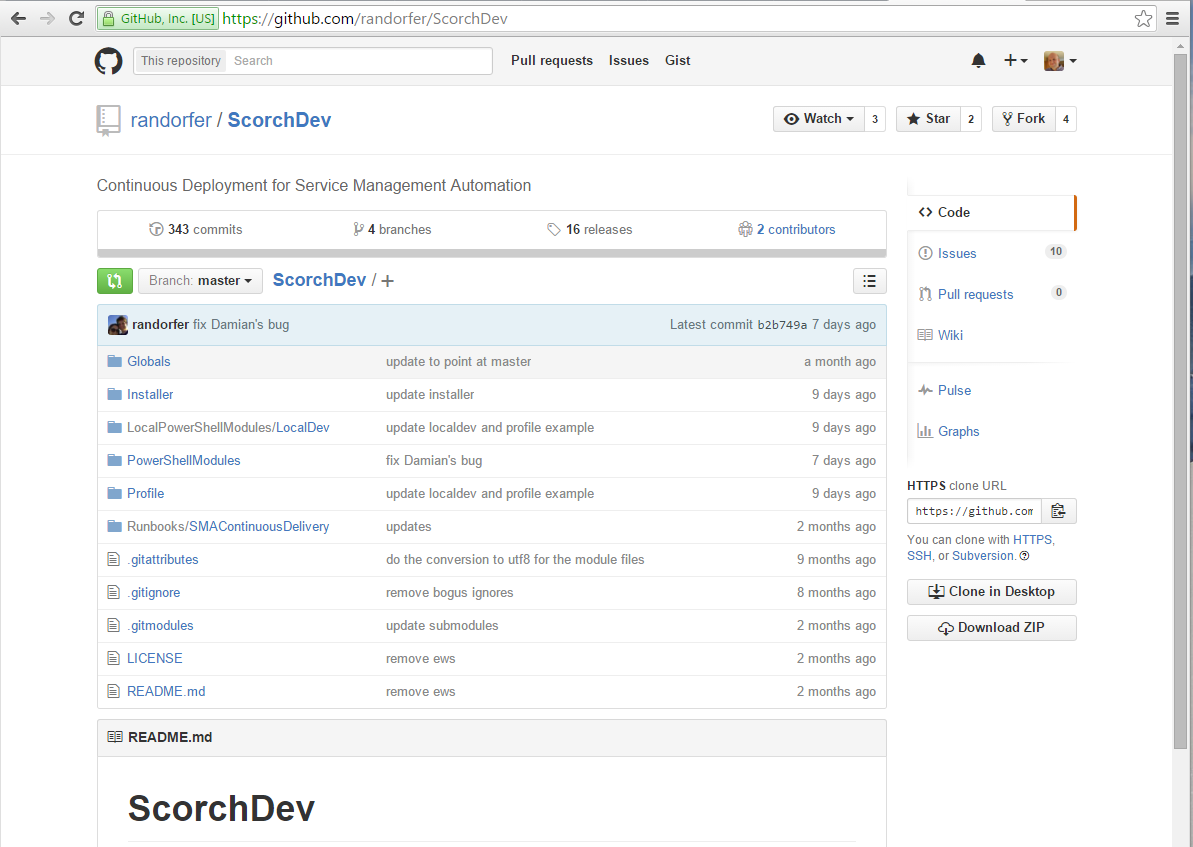 GitHub, Inc. [US] https://github.com/randorfer/ScorchDev
This repository Search Pull requests Issues Gist
randorfer / ScorchDev Watch 3 Star 2 Fork 4
Continuous Deployment for Service Management Automation
343 commits 4 branches 16 releases 2 contributors
Branch: master ScorchDev / +
randorfer fix Damian's bug Latest commit b2b749a 7 days ago
Globals update to point at master a month ago
Installer update installer 9 days ago
LocalPowerShellModules/LocalDev update localdev and profile example 9 days ago
PowerShellModules fix Damian's bug 7 days ago
Profile update localdev and profile example 9 days ago
Runbooks/SMAContinuousDelivery updates 2 months ago
.gitattributes do the conversion to utf8 for the module files 9 months ago
.gitignore remove bogus ignores 8 months ago
.gitmodules update submodules 2 months ago
LICENSE remove ews 2 months ago
README.md remove ews 2 months ago
README.md
ScorchDev
Code
Issues 10
Pull requests 0
Wiki
Pulse
Graphs
HTTPS clone URL
https://github.com
You can clone with HTTPS,
SSH, or Subversion.
Clone in Desktop
Download ZIP